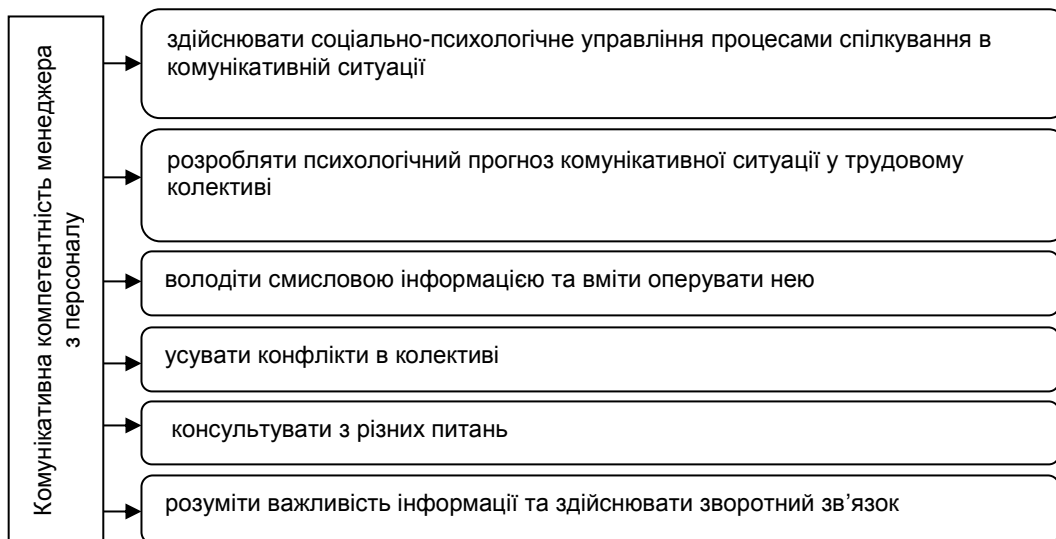 Комунікативна компетентність менеджера
з персоналу
здійснювати соціально-психологічне управління процесами спілкування в
комунікативній ситуації
розробляти психологічний прогноз комунікативної ситуації у трудовому
колективі
володіти смисловою інформацією та вміти оперувати нею
усувати конфлікти в колективі
консультувати з різних питань
розуміти важливість інформації та здійснювати зворотний зв’язок